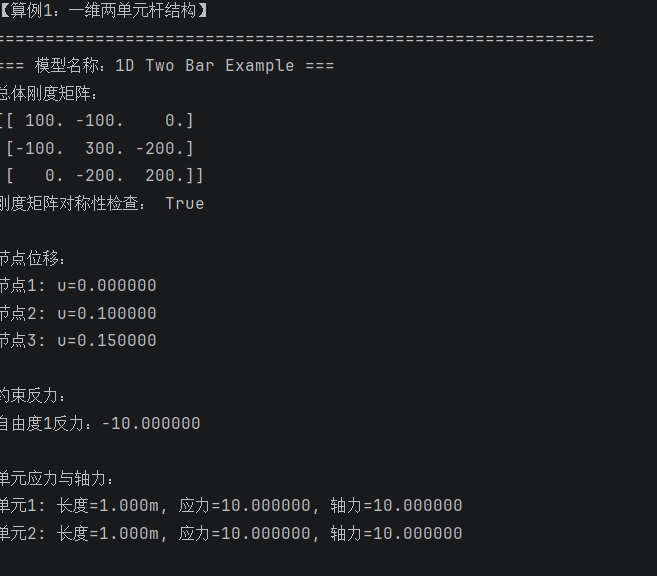 【算例1：一维两单元杆结构】
============================================================
=== 模型名称：1D Two Bar Example ===
总体刚度矩阵：
[[ 100. -100.    0.]
 [-100.  300. -200.]
 [   0. -200.  200.]]
刚度矩阵对称性检查： True
节点位移：
节点1: u=0.000000
节点2: u=0.100000
节点3: u=0.150000
约束反力：
自由度1反力：-10.000000
单元应力与轴力：
单元1: 长度=1.000m, 应力=10.000000, 轴力=10.000000
单元2: 长度=1.000m, 应力=10.000000, 轴力=10.000000